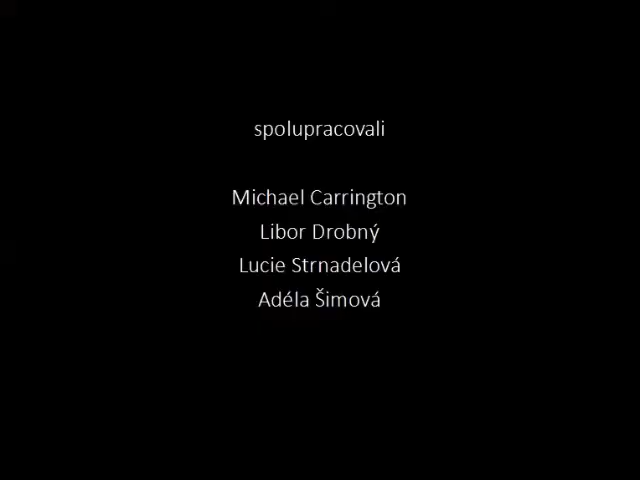 spolupracovali
Michael Carrington
Libor Drobný
Lucie Strnadelová
Adéla Šimová